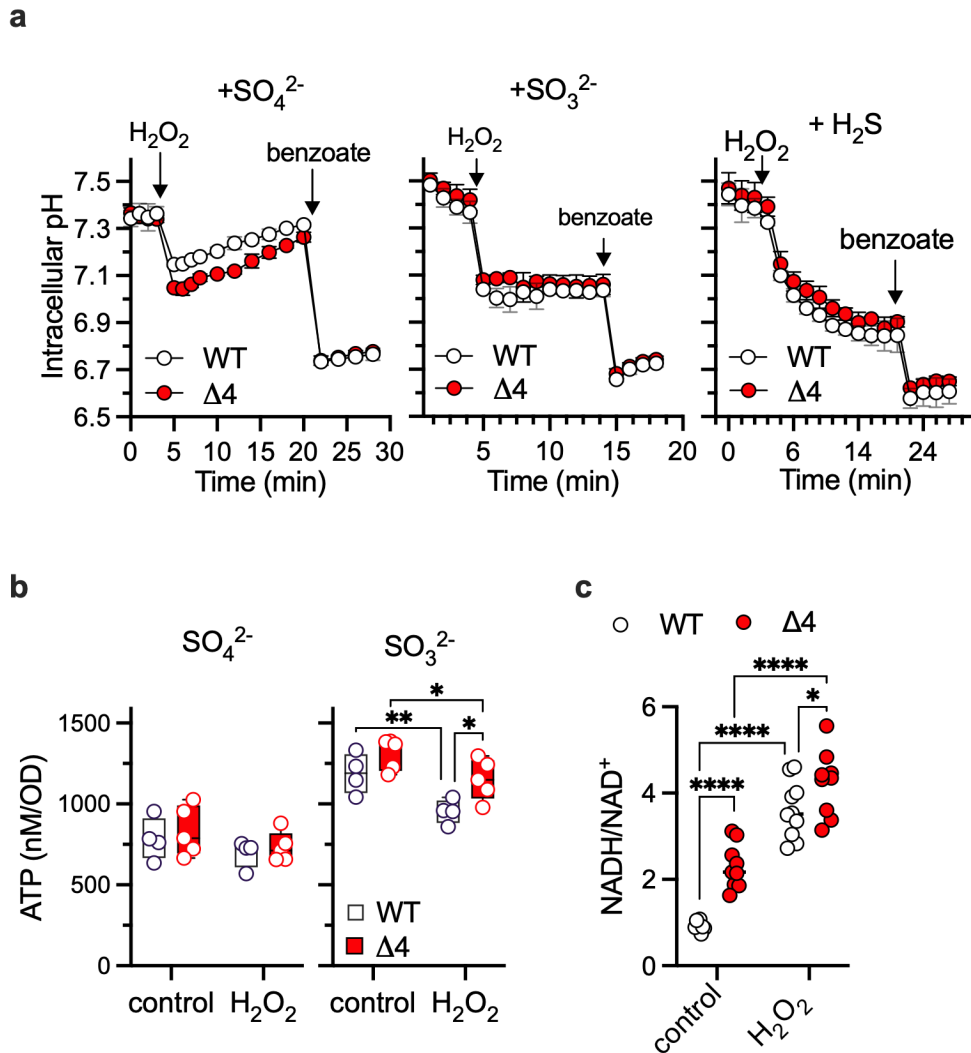 a
+SO₄²⁻
H₂O₂
benzoate
Intracellular pH
7.5
7.3
7.1
6.9
6.7
6.5
WT
Δ4
0 5 10 15 20 25 30
Time (min)
+SO₃²⁻
H₂O₂
benzoate
WT
Δ4
0 5 10 15 20
Time (min)
+ H₂S
H₂O₂
benzoate
WT
Δ4
0 6 14 24
Time (min)
b
SO₄²⁻
SO₃²⁻
ATP (nM/OD)
1500
1000
500
0
control H₂O₂
*
** *
WT
Δ4
control H₂O₂
c
WT Δ4
NADH/NAD⁺
6
4
2
0
****
*
****
****
control
H₂O₂